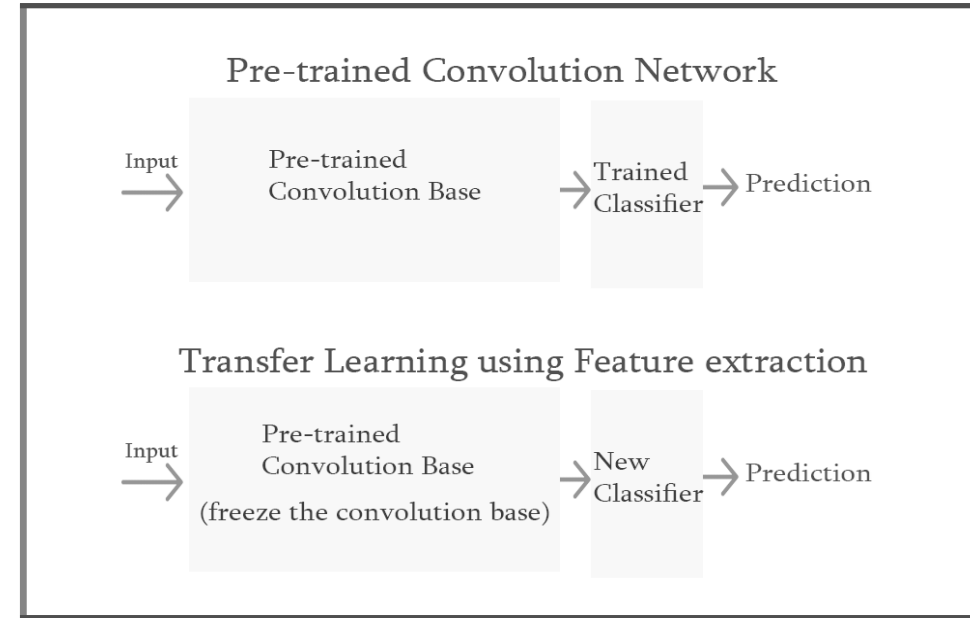 Pre-trained Convolution Network
Input
Pre-trained
Convolution Base
Trained
Classifier
Prediction
Transfer Learning using Feature extraction
Input
Pre-trained
Convolution Base
(freeze the convolution base)
New
Classifier
Prediction